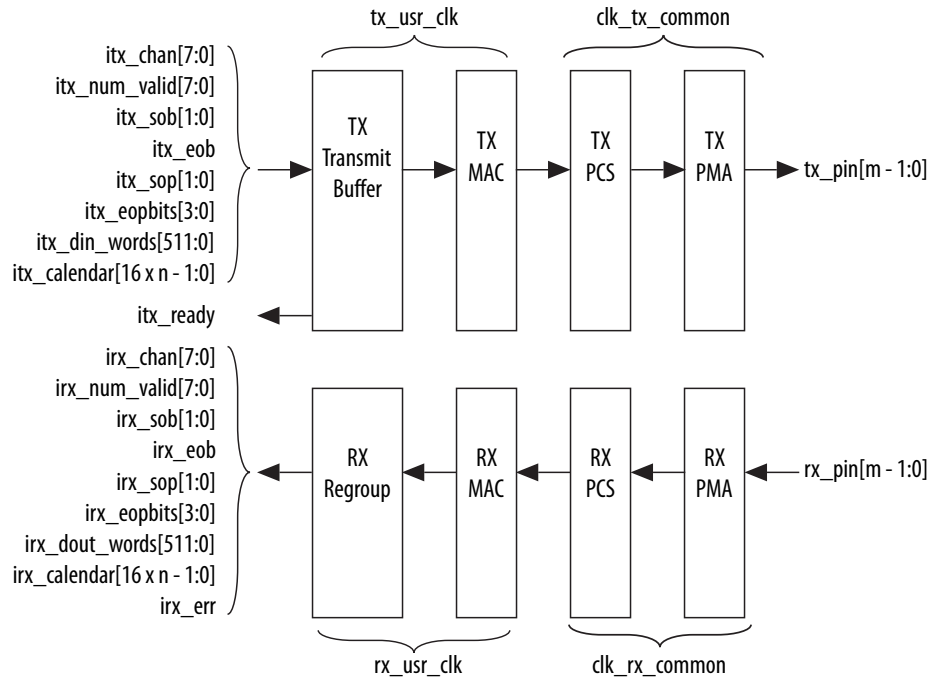 tx_usr_clk
clk_tx_common
itx_chan[7:0]
itx_num_valid[7:0]
itx_sob[1:0]
itx_eob
itx_sop[1:0]
itx_eopbits[3:0]
itx_din_words[511:0]
itx_calendar[16 x n - 1:0]
itx_ready
TX
Transmit
Buffer
TX
MAC
TX
PCS
TX
PMA
tx_pin[m - 1:0]
irx_chan[7:0]
irx_num_valid[7:0]
irx_sob[1:0]
irx_eob
irx_sop[1:0]
irx_eopbits[3:0]
irx_dout_words[511:0]
irx_calendar[16 x n - 1:0]
irx_err
RX
Regroup
RX
MAC
RX
PCS
RX
PMA
rx_pin[m - 1:0]
rx_usr_clk
clk_rx_common